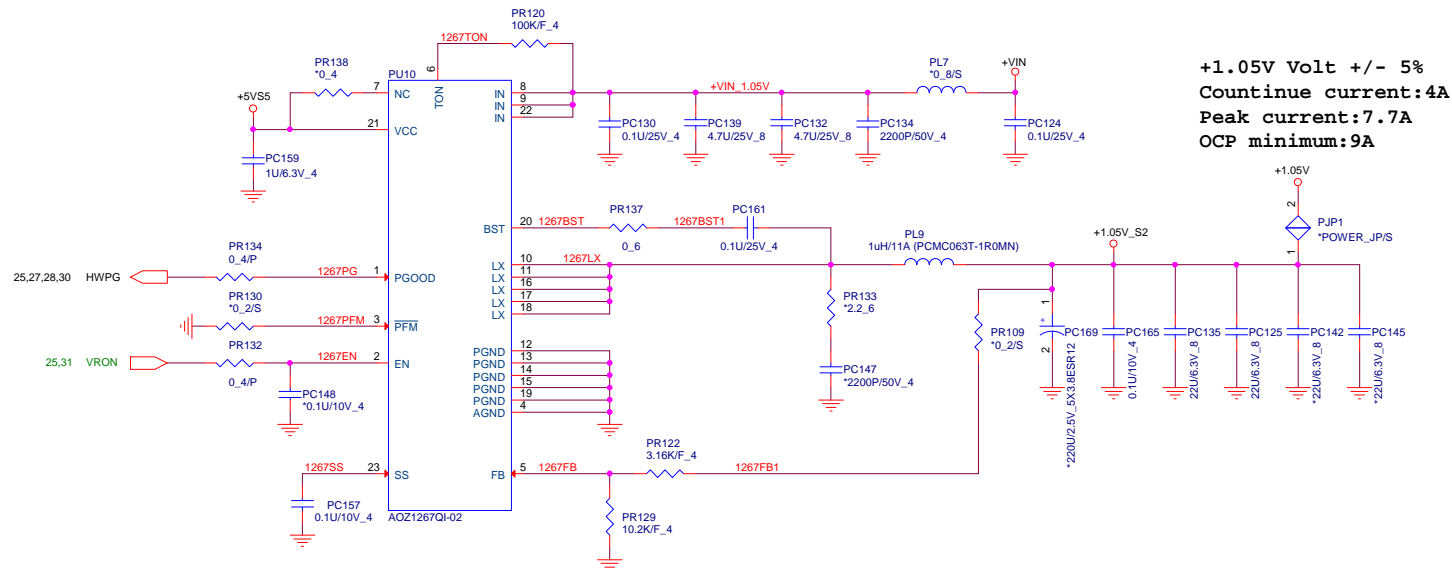 PR120
100K/F_4
1267TON
+1.05V Volt +/- 5%
Countinue current:4A
Peak current:7.7A
OCP minimum:9A
PR138
*0_4
+5VS5
PU10
6
TON
7
NC
21
VCC
PC159
1U/6.3V_4
IN
8
IN
9
IN
22
+VIN_1.05V
PL7
*0_8/S
+VIN
PC130
0.1U/25V_4
PC139
4.7U/25V_8
PC132
4.7U/25V_8
PC134
2200P/50V_4
PC124
0.1U/25V_4
+1.05V
2
PJP1
*POWER_JP/S
1
BST
20
1267BST
PR137
0_6
1267BST1
PC161
0.1U/25V_4
PL9
1uH/11A (PCMC063T-1R0MN)
+1.05V_S2
LX
10
1267LX
LX
11
LX
16
LX
17
LX
18
25,27,28,30
HWPG
PR134
0_4/P
1267PG
1
PGOOD
PR130
*0_2/S
1267PFM
3
PFM
25,31
VRON
PR132
0_4/P
1267EN
2
EN
PC148
*0.1U/10V_4
PGND
12
PGND
13
PGND
14
PGND
15
PGND
19
AGND
4
PR133
*2.2_6
PC147
*2200P/50V_4
PR109
*0_2/S
1
+
2
PC169
*220U/2.5V_5X3.8ESR12
PC165
0.1U/10V_4
PC135
22U/6.3V_8
PC125
22U/6.3V_8
PC142
*22U/6.3V_8
PC145
*22U/6.3V_8
1267SS
23
SS
PC157
0.1U/10V_4
FB
5
1267FB
PR122
3.16K/F_4
1267FB1
PR129
10.2K/F_4
AOZ1267QI-02